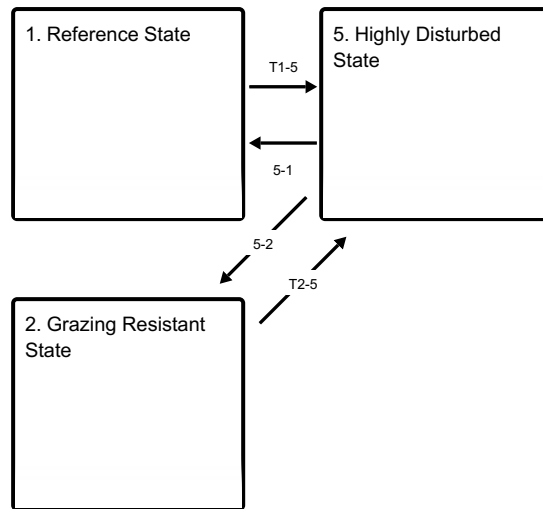 1. Reference State
5. Highly Disturbed
State
T1-5
5-1
5-2
T2-5
2. Grazing Resistant
State